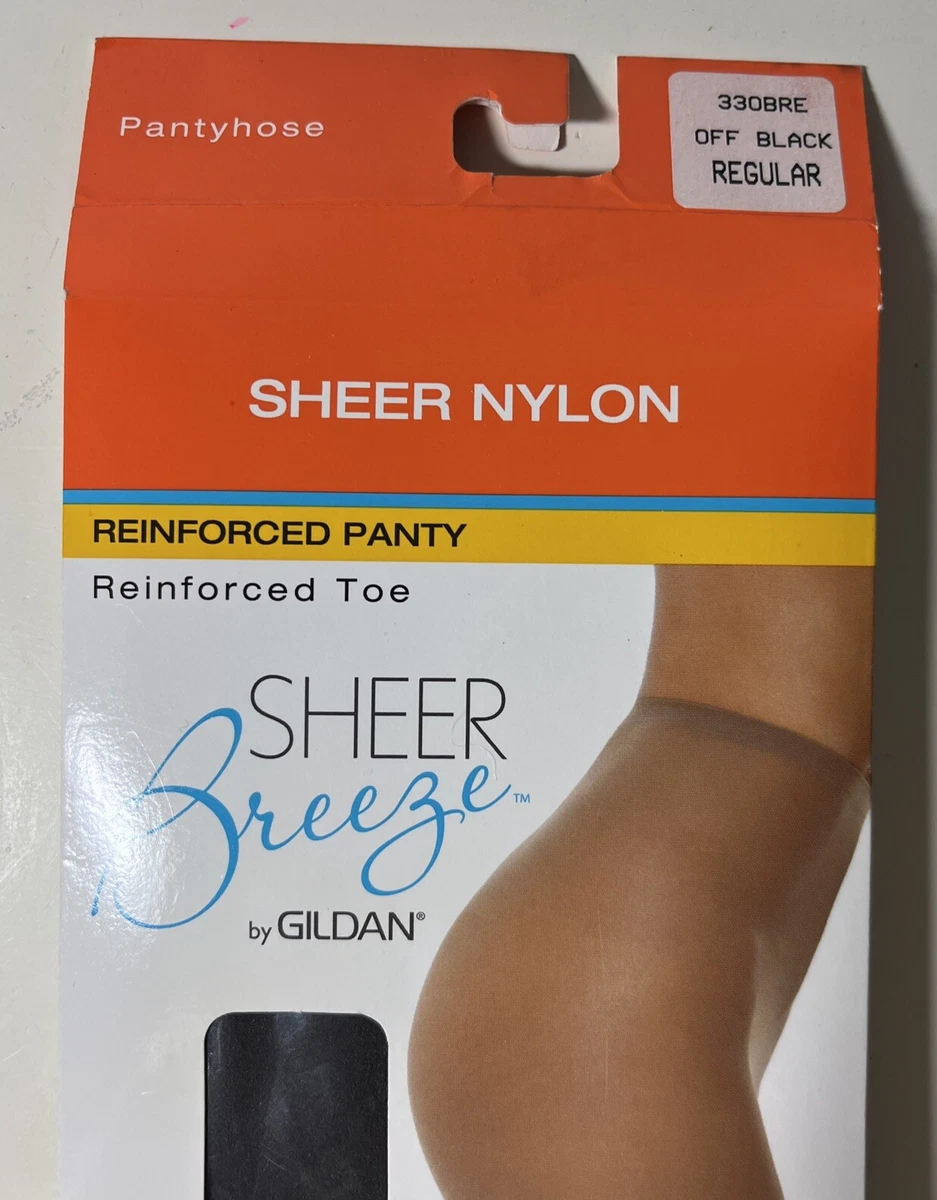 Pantyhose
330BRE
OFF BLACK
REGULAR
SHEER NYLON
REINFORCED PANTY
Reinforced Toe
SHEER
Breeze™
by GILDAN®